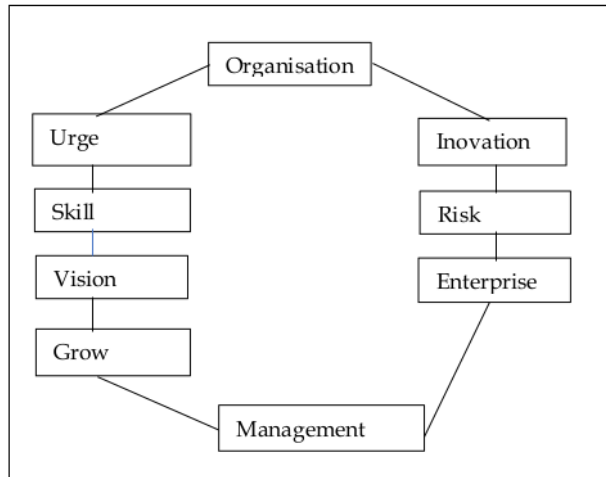 Organisation
Urge
Inovation
Skill
Risk
Vision
Enterprise
Grow
Management